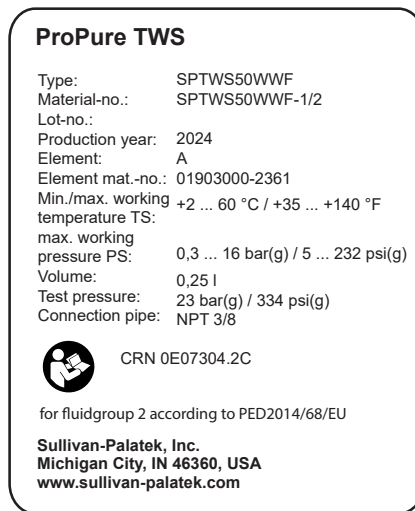 ProPure TWS
Type: SPTWS50WWF
Material-no.: SPTWS50WWF-1/2
Lot-no.:
Production year: 2024
Element: A
Element mat.-no.: 01903000-2361
Min./max. working
temperature TS: +2 ... 60 °C / +35 ... +140 °F
max. working
pressure PS: 0,3 ... 16 bar(g) / 5 ... 232 psi(g)
Volume: 0,25 l
Test pressure: 23 bar(g) / 334 psi(g)
Connection pipe: NPT 3/8
CRN 0E07304.2C
for fluidgroup 2 according to PED2014/68/EU
Sullivan-Palatek, Inc.
Michigan City, IN 46360, USA
www.sullivan-palatek.com